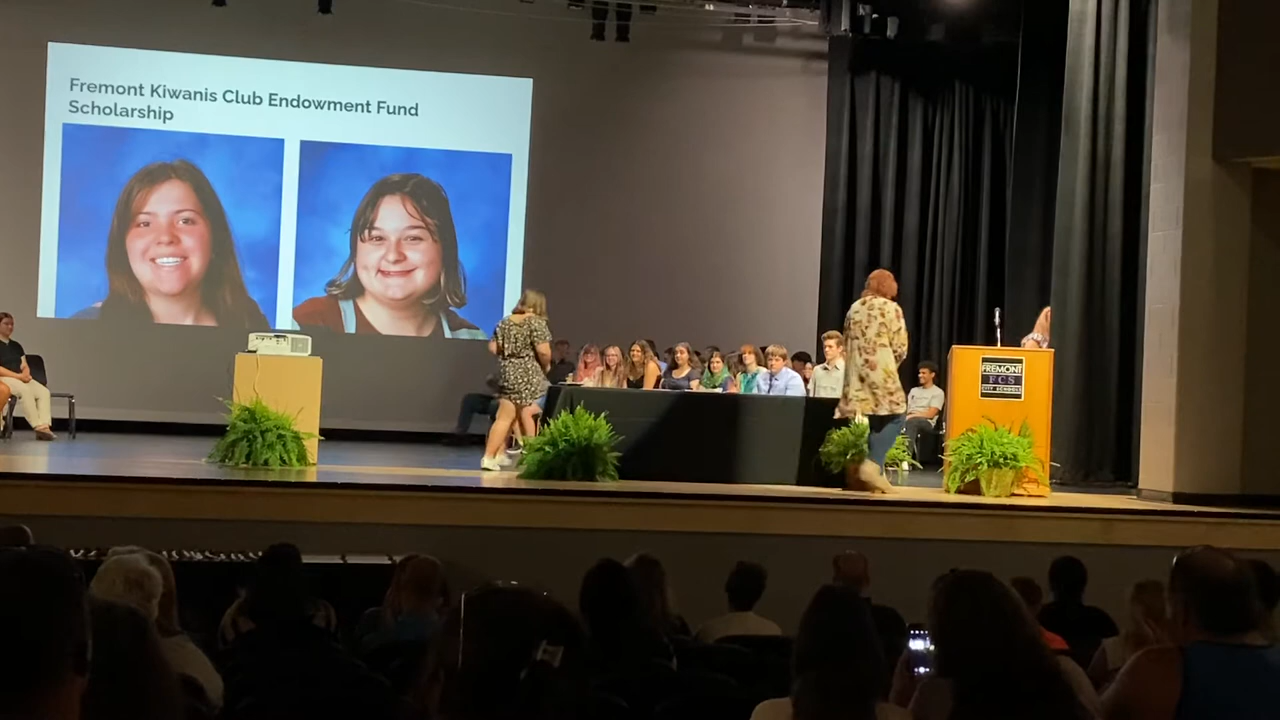 Fremont Kiwanis Club Endowment Fund
Scholarship
FREMONT
FCS
CITY SCHOOLS